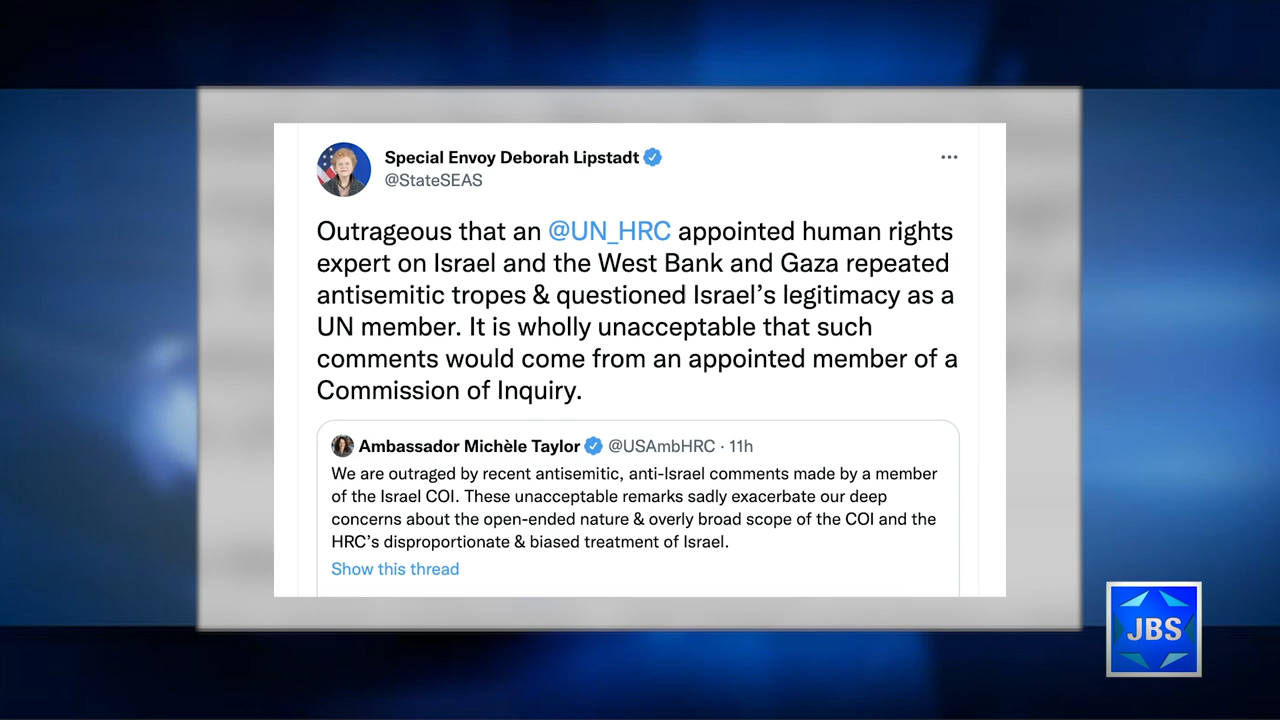 Special Envoy Deborah Lipstadt
@StateSEAS
Outrageous that an @UN_HRC appointed human rights
expert on Israel and the West Bank and Gaza repeated
antisemitic tropes & questioned Israel’s legitimacy as a
UN member. It is wholly unacceptable that such
comments would come from an appointed member of a
Commission of Inquiry.
Ambassador Michèle Taylor @USAmbHRC · 11h
We are outraged by recent antisemitic, anti-Israel comments made by a member
of the Israel COI. These unacceptable remarks sadly exacerbate our deep
concerns about the open-ended nature & overly broad scope of the COI and the
HRC’s disproportionate & biased treatment of Israel.
Show this thread
JBS